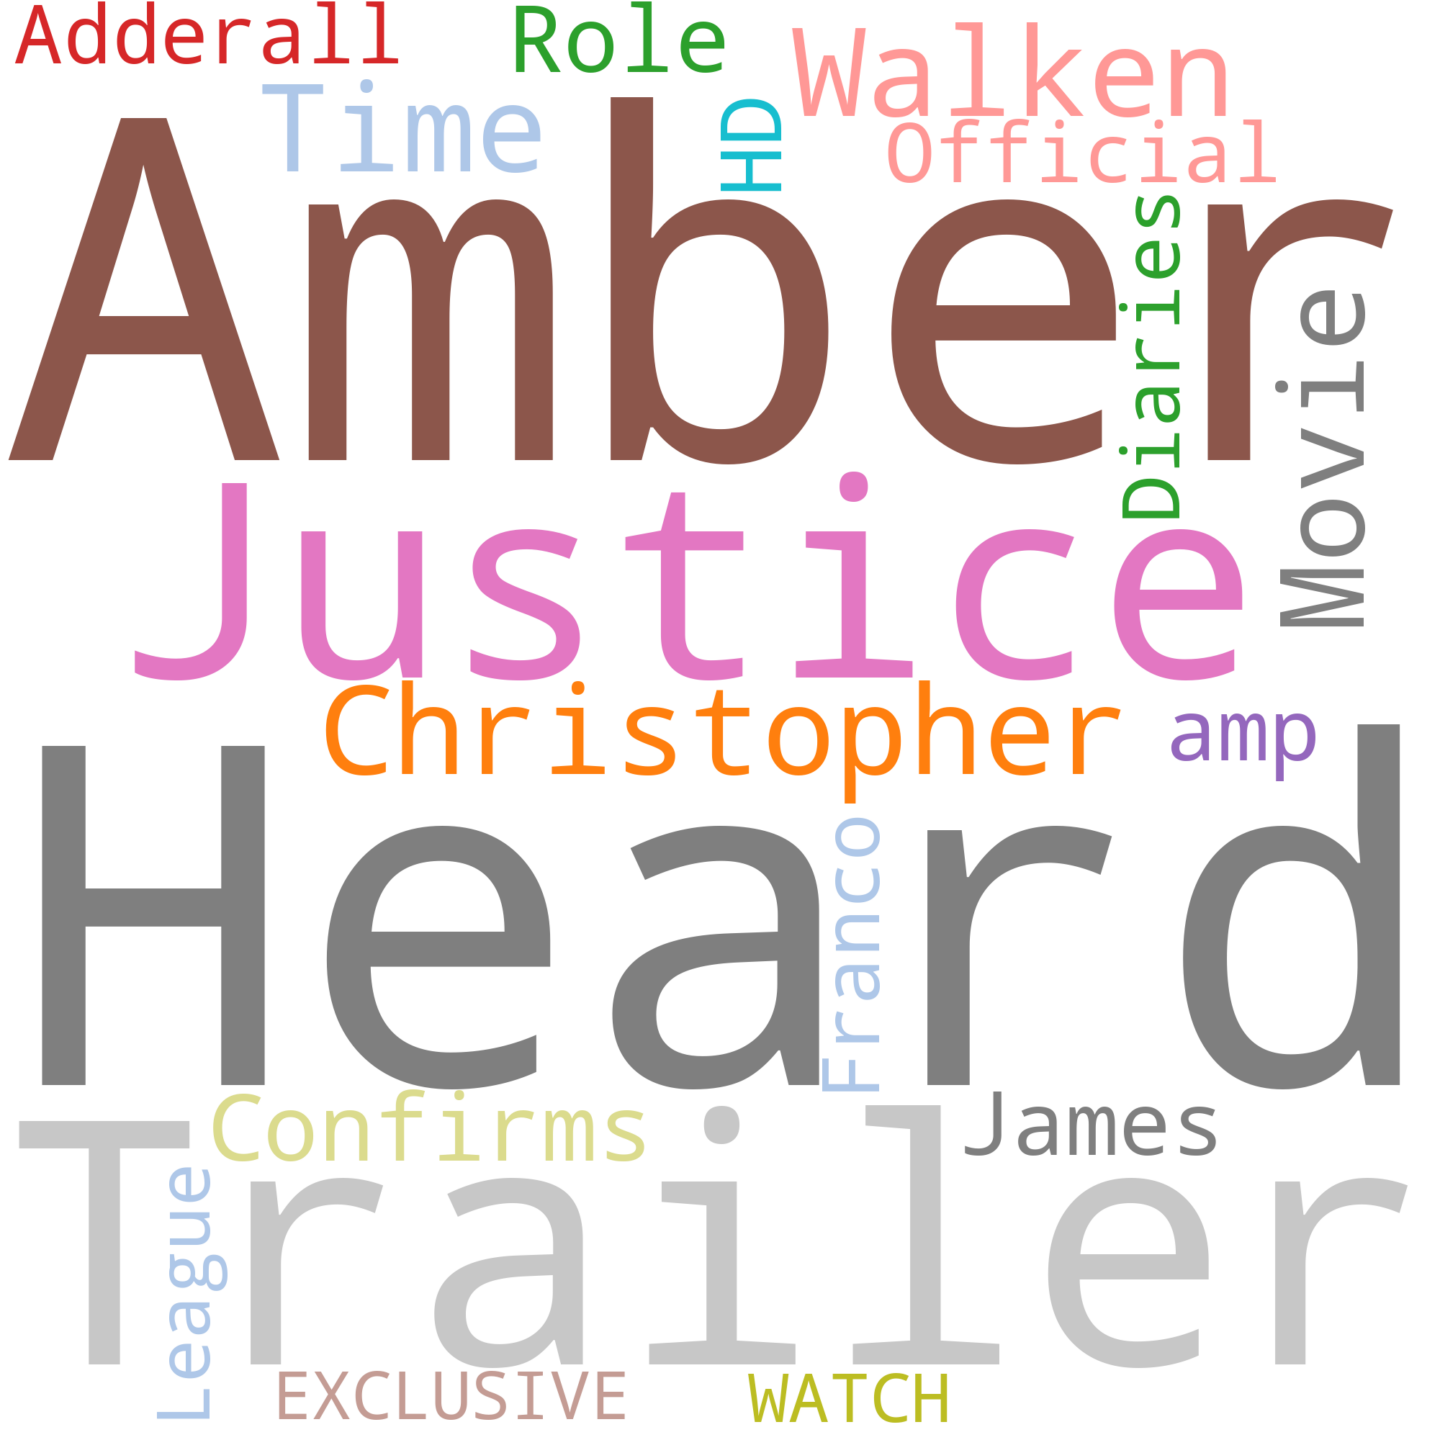 Adderall
Role
Walken
Time
HD
Official
Amber
Diaries
Movie
Justice
Christopher
amp
Heard
Franco
Confirms
James
Trailer
League
EXCLUSIVE
WATCH